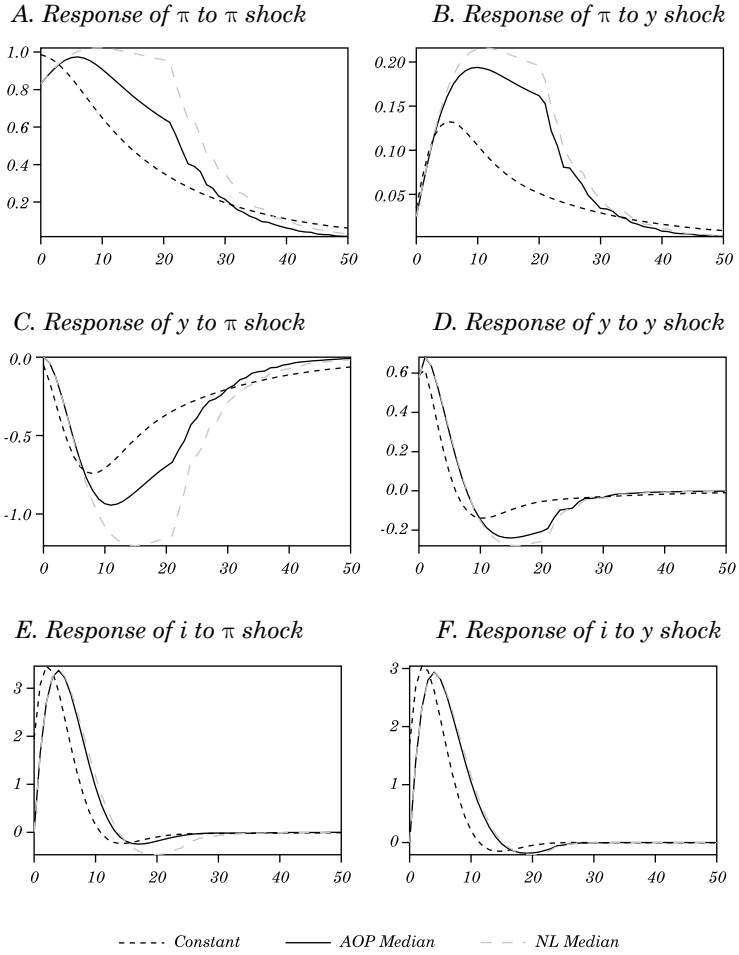 A. Response of π to π shock
B. Response of π to y shock
1.0
0.8
0.6
0.4
0.2
0 10 20 30 40 50
0.20
0.15
0.10
0.05
0 10 20 30 40 50
C. Response of y to π shock
D. Response of y to y shock
0.0
-0.5
-1.0
0 10 20 30 40 50
0.6
0.4
0.2
0.0
-0.2
0 10 20 30 40 50
E. Response of i to π shock
F. Response of i to y shock
3
2
1
0
0 10 20 30 40 50
3
2
1
0
0 10 20 30 40 50
Constant AOP Median NL Median